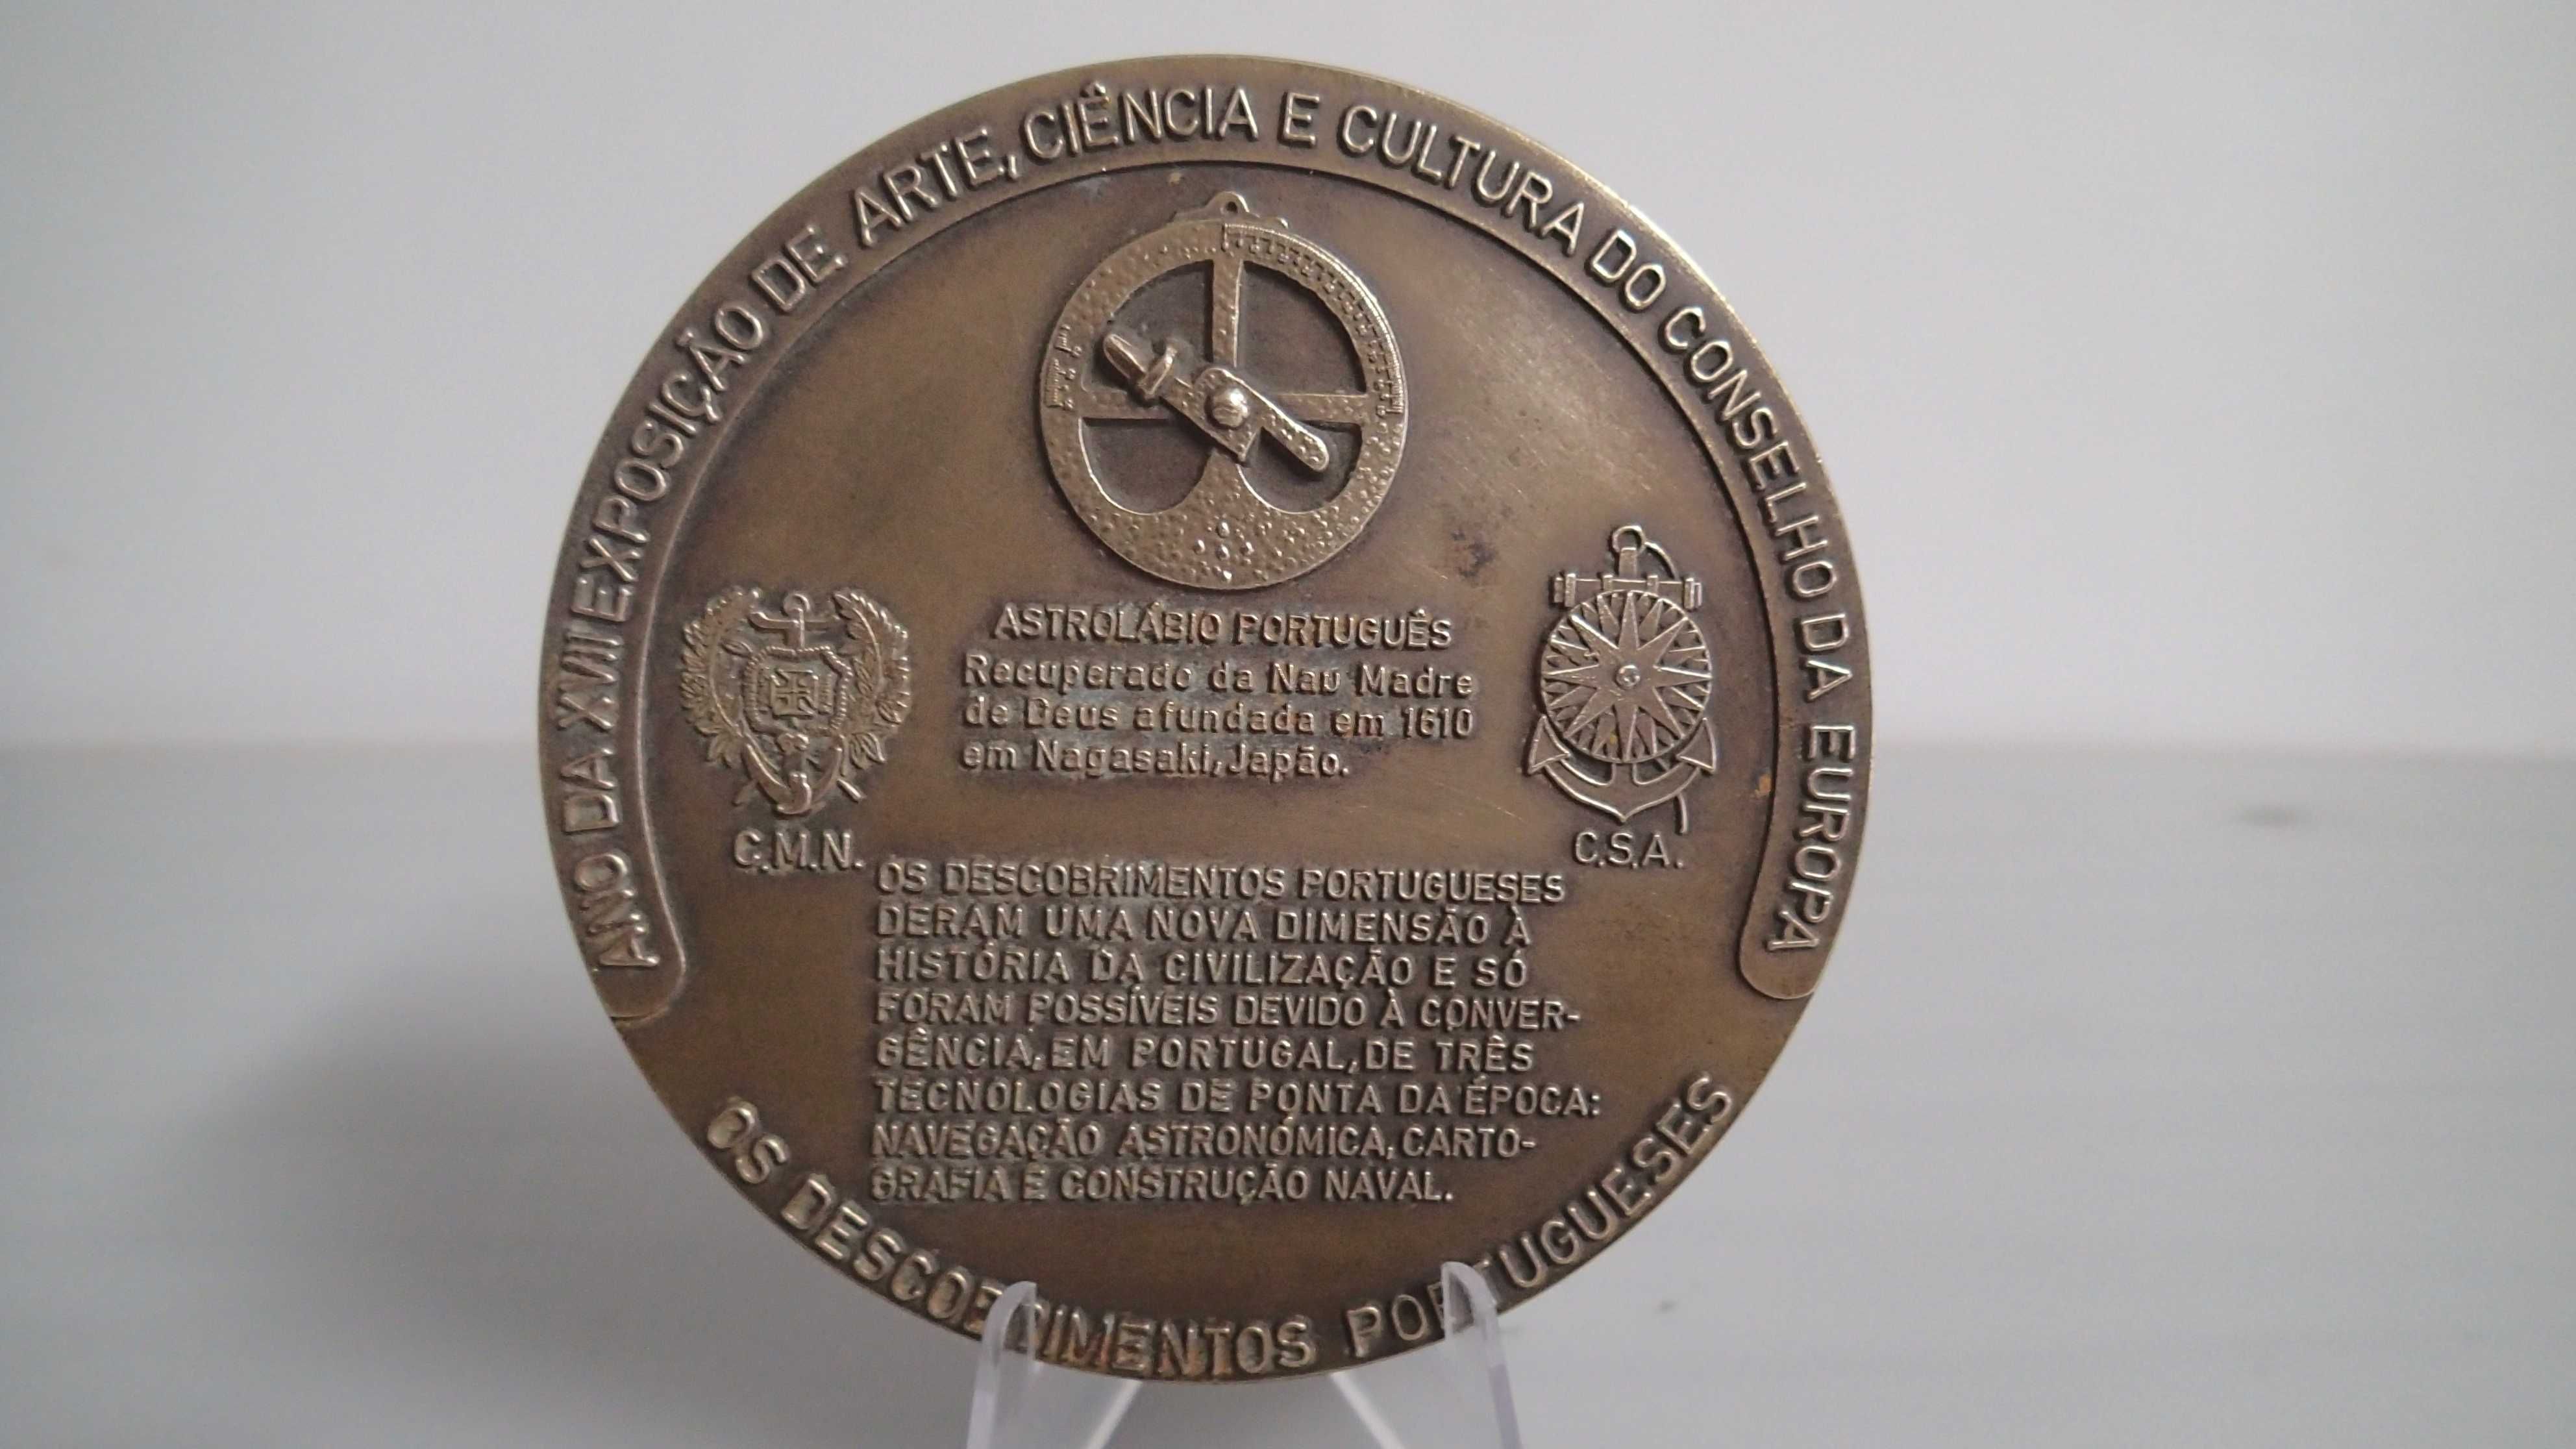 ANO DA XVII EXPOSIÇÃO DE ARTE, CIÊNCIA E CULTURA DO CONSELHO DA EUROPA
ASTROLÁBIO PORTUGUÊS
Recuperado da Nau Madre
de Deus afundada em 1610
em Nagasaki, Japão.
C.M.N.
C.S.A.
OS DESCOBRIMENTOS PORTUGUESES
DERAM UMA NOVA DIMENSÃO À
HISTÓRIA DA CIVILIZAÇÃO E SÓ
FORAM POSSÍVEIS DEVIDO À CONVER-
GÊNCIA, EM PORTUGAL, DE TRÊS
TECNOLOGIAS DE PONTA DA ÉPOCA:
NAVEGAÇÃO ASTRONÓMICA, CARTO-
GRAFIA E CONSTRUÇÃO NAVAL.
OS DESCOBRIMENTOS PORTUGUESES